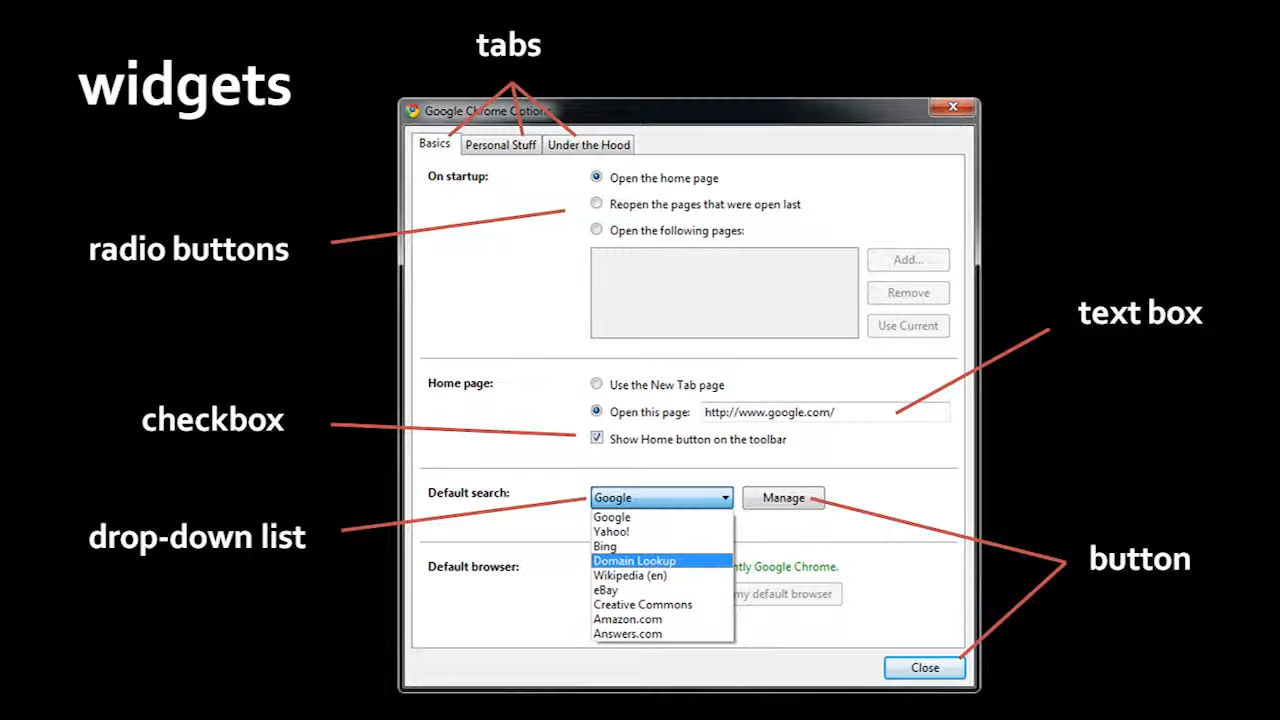 widgets
tabs
Google Chrome Options
Basics
Personal Stuff
Under the Hood
On startup:
Open the home page
Reopen the pages that were open last
Open the following pages:
radio buttons
Add...
Remove
Use Current
text box
Home page:
Use the New Tab page
Open this page:
http://www.google.com/
checkbox
Show Home button on the toolbar
Default search:
Google
Manage
drop-down list
Google
Yahoo!
Bing
Domain Lookup
Wikipedia (en)
eBay
Creative Commons
Amazon.com
Answers.com
button
Default browser:
Google Chrome.
my default browser
Close